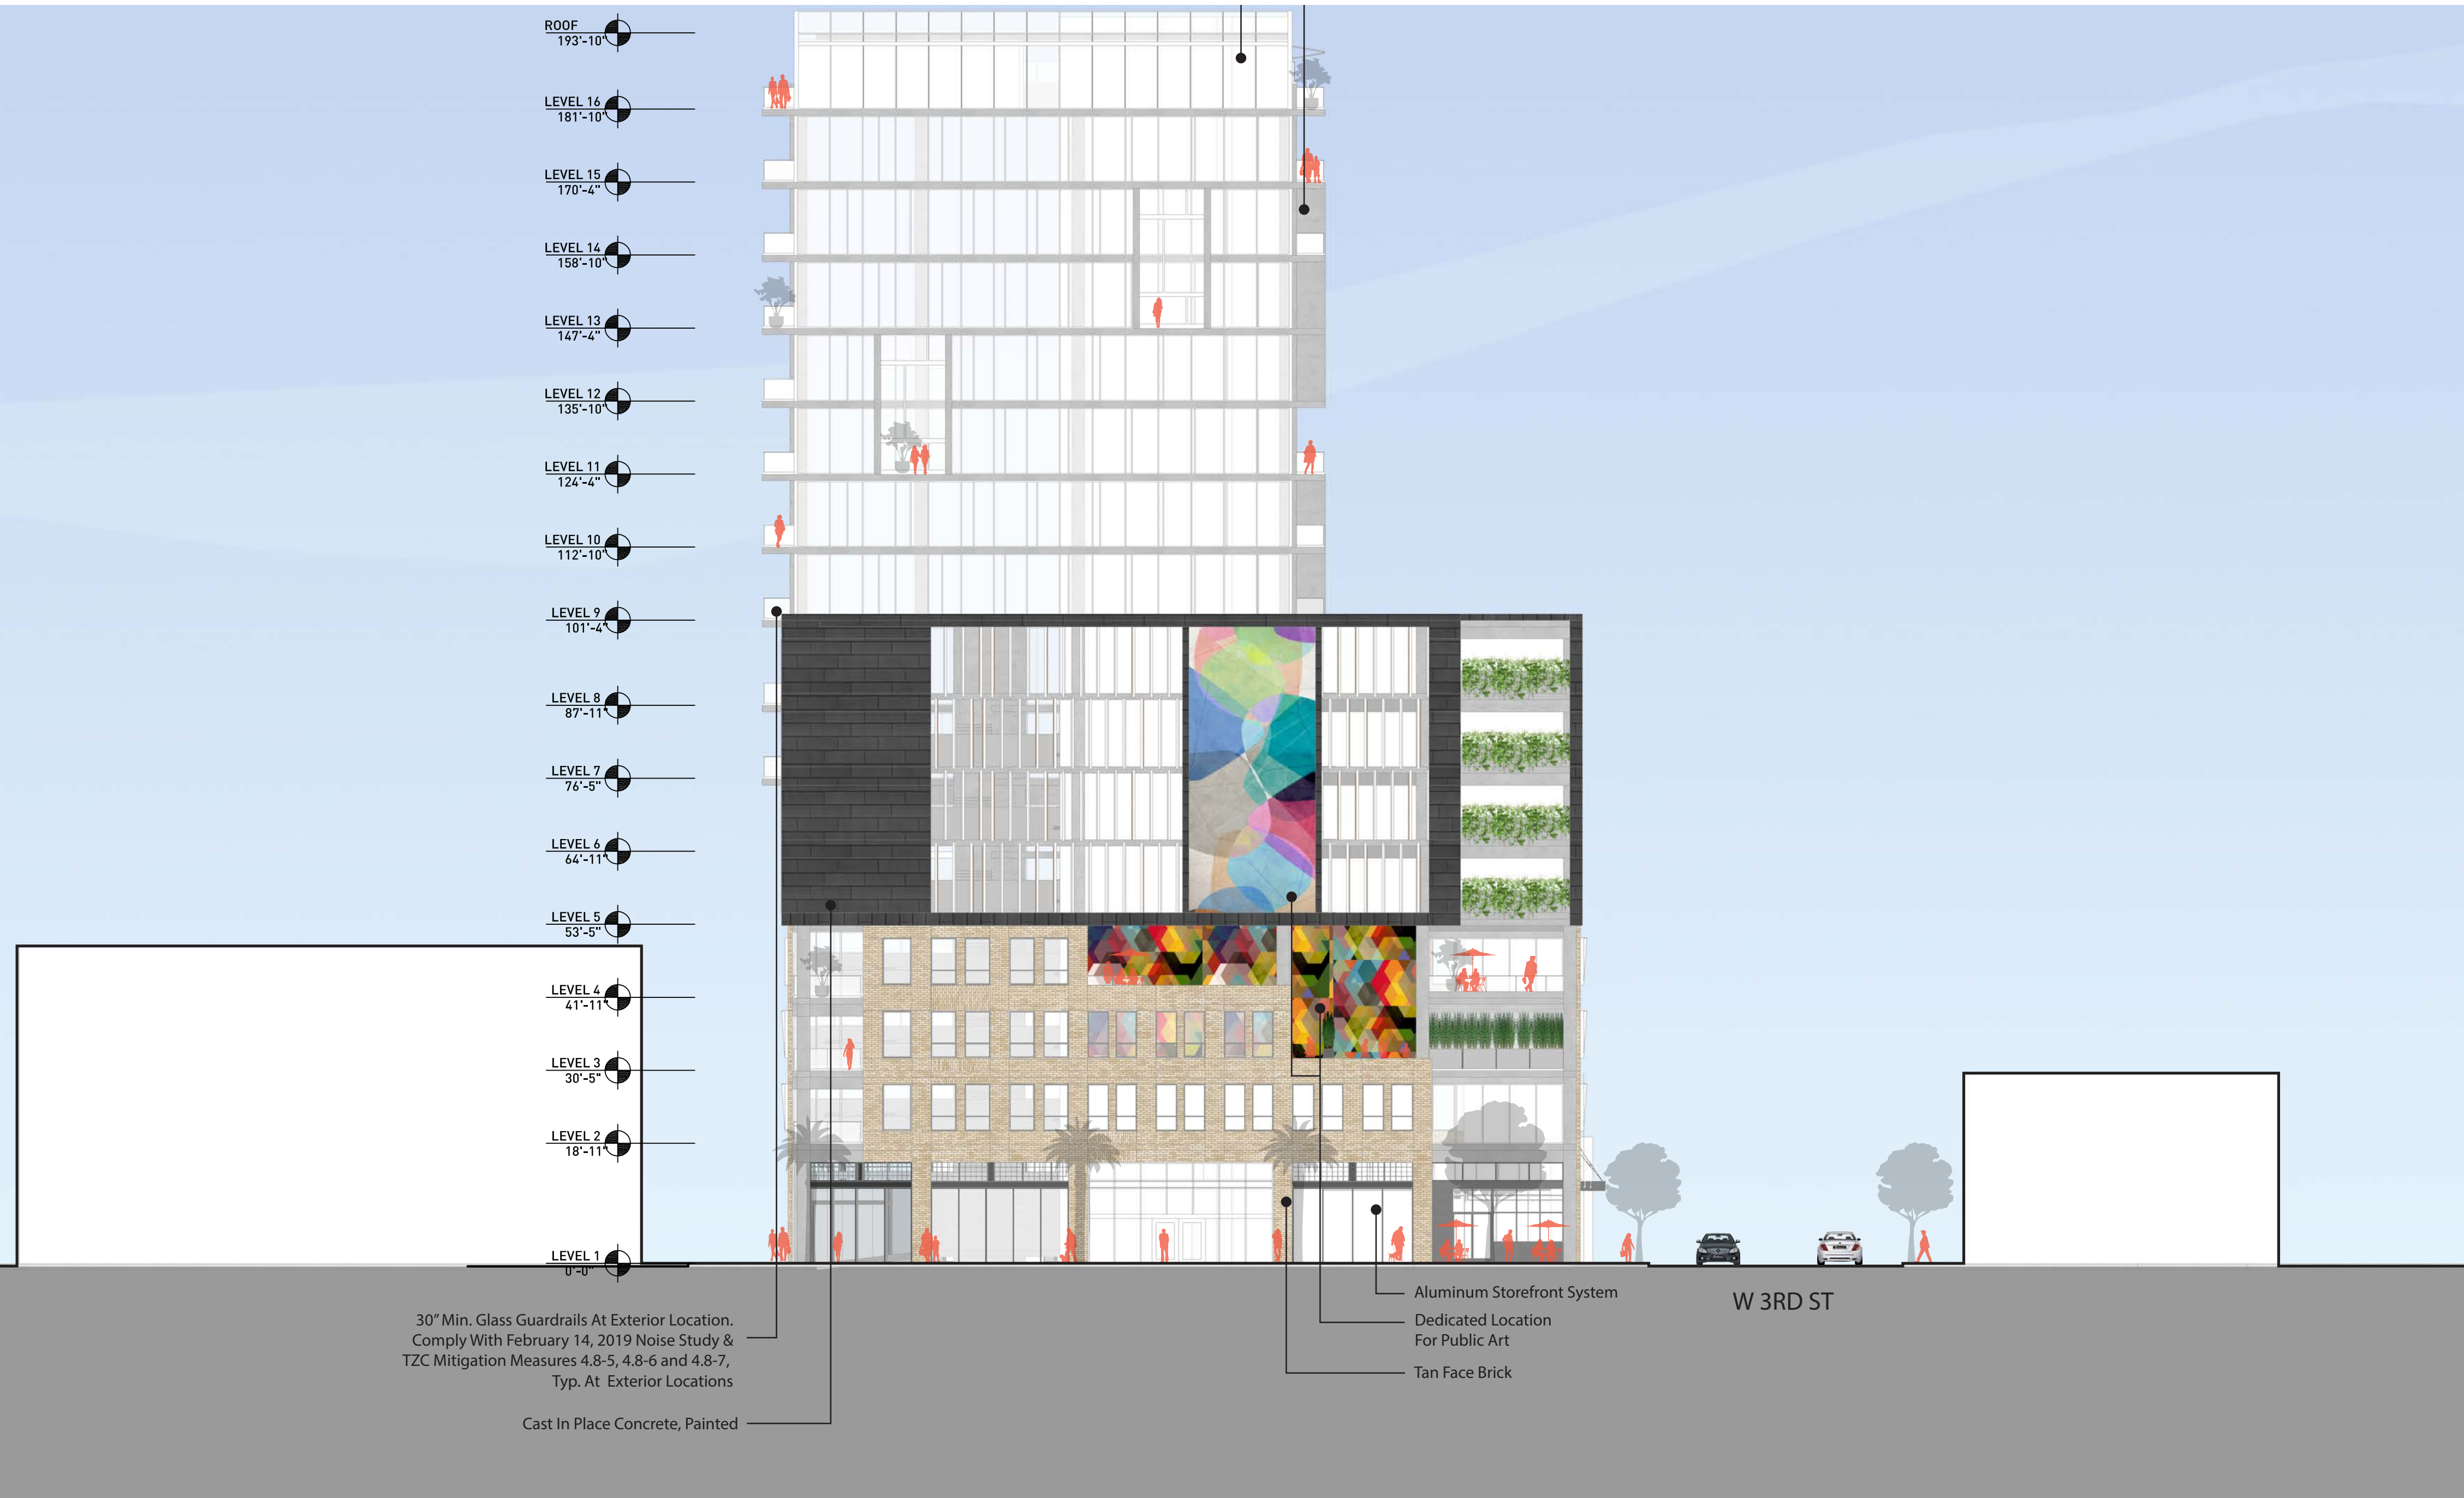 ROOF
193'-10"
LEVEL 16
181'-10"
LEVEL 15
170'-4"
LEVEL 14
158'-10"
LEVEL 13
147'-4"
LEVEL 12
135'-10"
LEVEL 11
124'-4"
LEVEL 10
112'-10"
LEVEL 9
101'-4"
LEVEL 8
87'-11"
LEVEL 7
76'-5"
LEVEL 6
64'-11"
LEVEL 5
53'-5"
LEVEL 4
41'-11"
LEVEL 3
30'-5"
LEVEL 2
18'-11"
LEVEL 1
0'-0"
30” Min. Glass Guardrails At Exterior Location.
Comply With February 14, 2019 Noise Study &
TZC Mitigation Measures 4.8-5, 4.8-6 and 4.8-7,
Typ. At Exterior Locations
Cast In Place Concrete, Painted
Aluminum Storefront System
Dedicated Location
For Public Art
Tan Face Brick
W 3RD ST